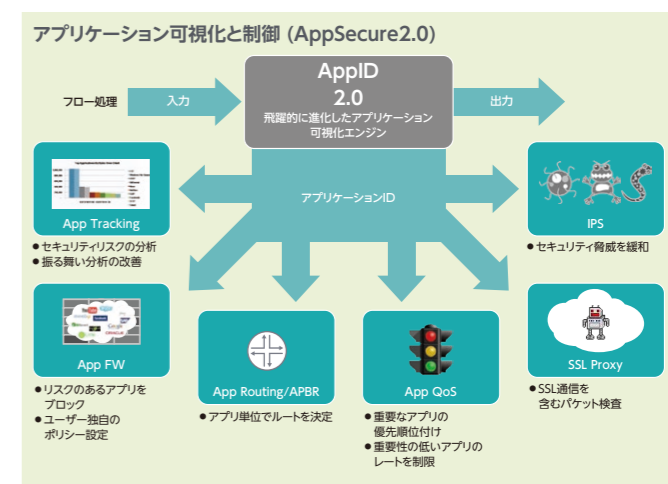 アプリケーション可視化と制御 (AppSecure2.0)
AppID
2.0
飛躍的に進化したアプリケーション
可視化エンジン
フロー処理
入力
出力
アプリケーションID
App Tracking
●セキュリティリスクの分析
●振る舞い分析の改善
IPS
●セキュリティ脅威を緩和
YouTube
facebook
Google
ORACLE
App FW
●リスクのあるアプリを
ブロック
●ユーザー独自の
ポリシー設定
App Routing/APBR
●アプリ単位でルートを決定
App QoS
●重要なアプリの
優先順位付け
●重要性の低いアプリの
レートを制限
SSL Proxy
●SSL通信を
含むパケット検査